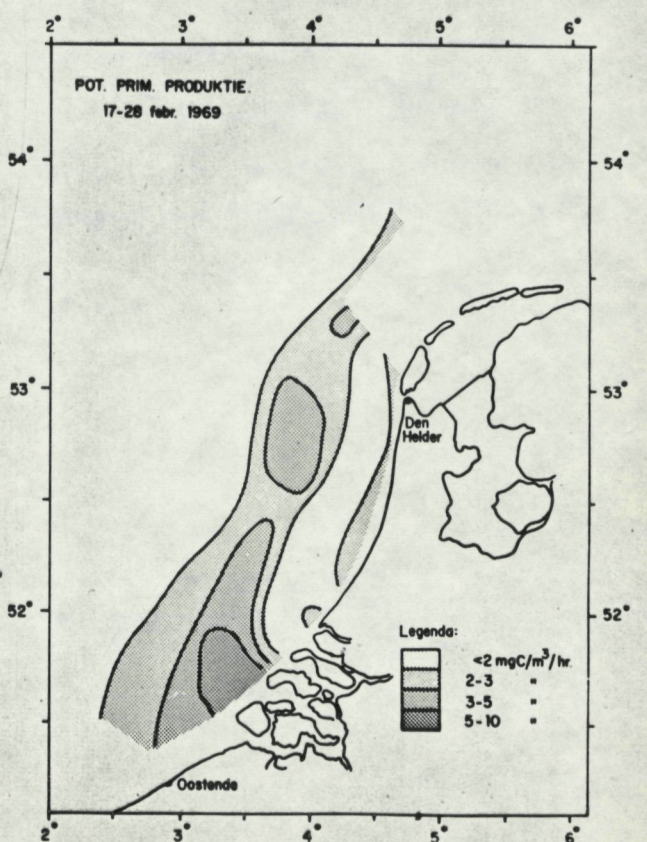 2° 3° 4° 5° 6°
POT. PRIM. PRODUKTIE.
17-28 febr. 1969
54° 54°
53° 53°
Den
Helder
52° 52°
Legenda:
<2 mgC/m³/hr.
2-3 "
3-5 "
5-10 "
Oostende
2° 3° 4° 5° 6°